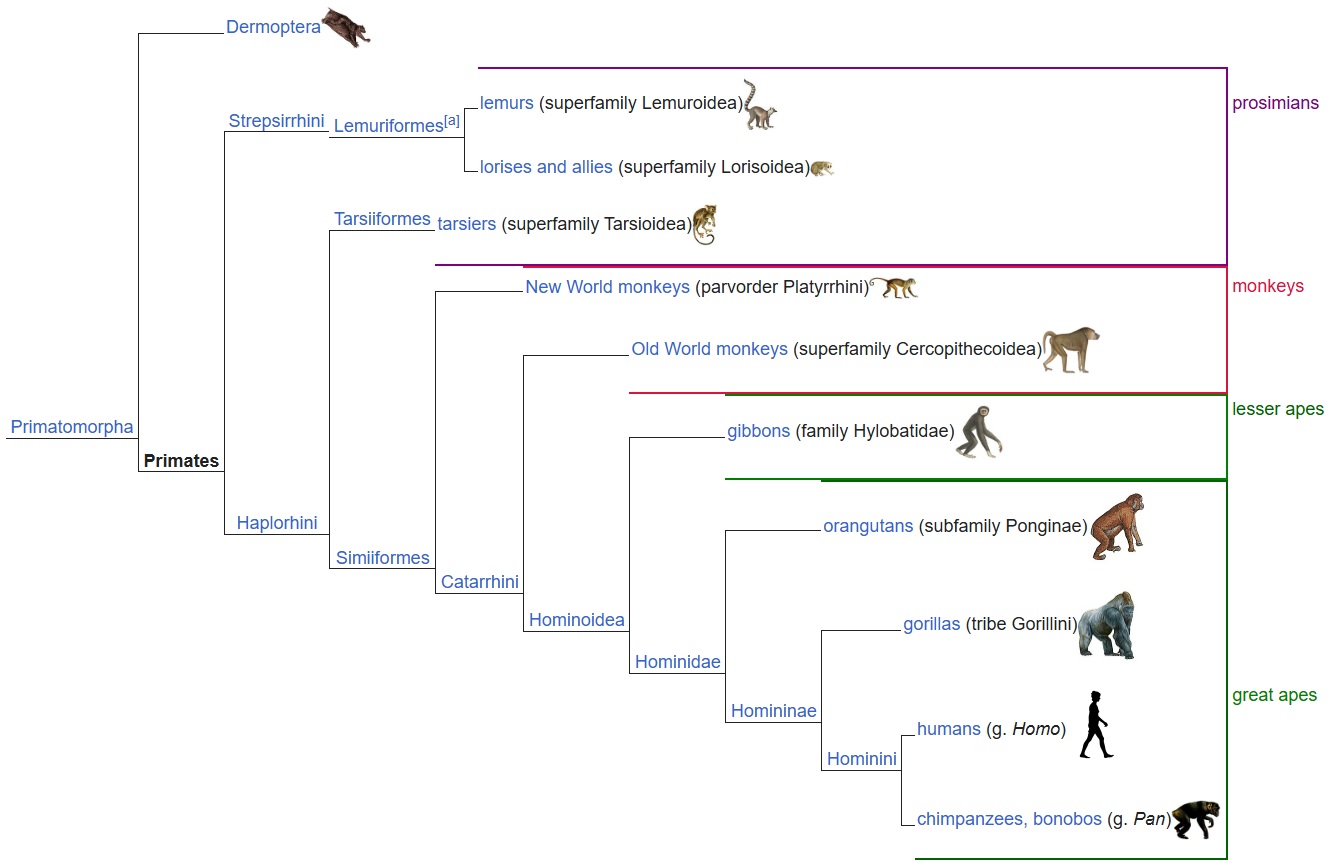 Dermoptera
prosimians
lemurs (superfamily Lemuroidea)
Strepsirrhini
Lemuriformes[a]
lorises and allies (superfamily Lorisoidea)
Tarsiiformes
tarsiers (superfamily Tarsioidea)
New World monkeys (parvorder Platyrrhini)
monkeys
Old World monkeys (superfamily Cercopithecoidea)
lesser apes
Primatomorpha
gibbons (family Hylobatidae)
Primates
Haplorhini
orangutans (subfamily Ponginae)
Simiiformes
Catarrhini
Hominoidea
gorillas (tribe Gorillini)
Hominidae
great apes
Homininae
humans (g. Homo)
Hominini
chimpanzees, bonobos (g. Pan)